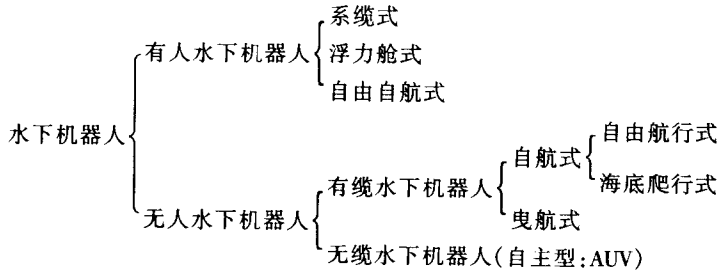 系缆式
有人水下机器人
浮力舱式
自由自航式
水下机器人
自由航行式
自航式
海底爬行式
有缆水下机器人
无人水下机器人
曳航式
无缆水下机器人(自主型:AUV)